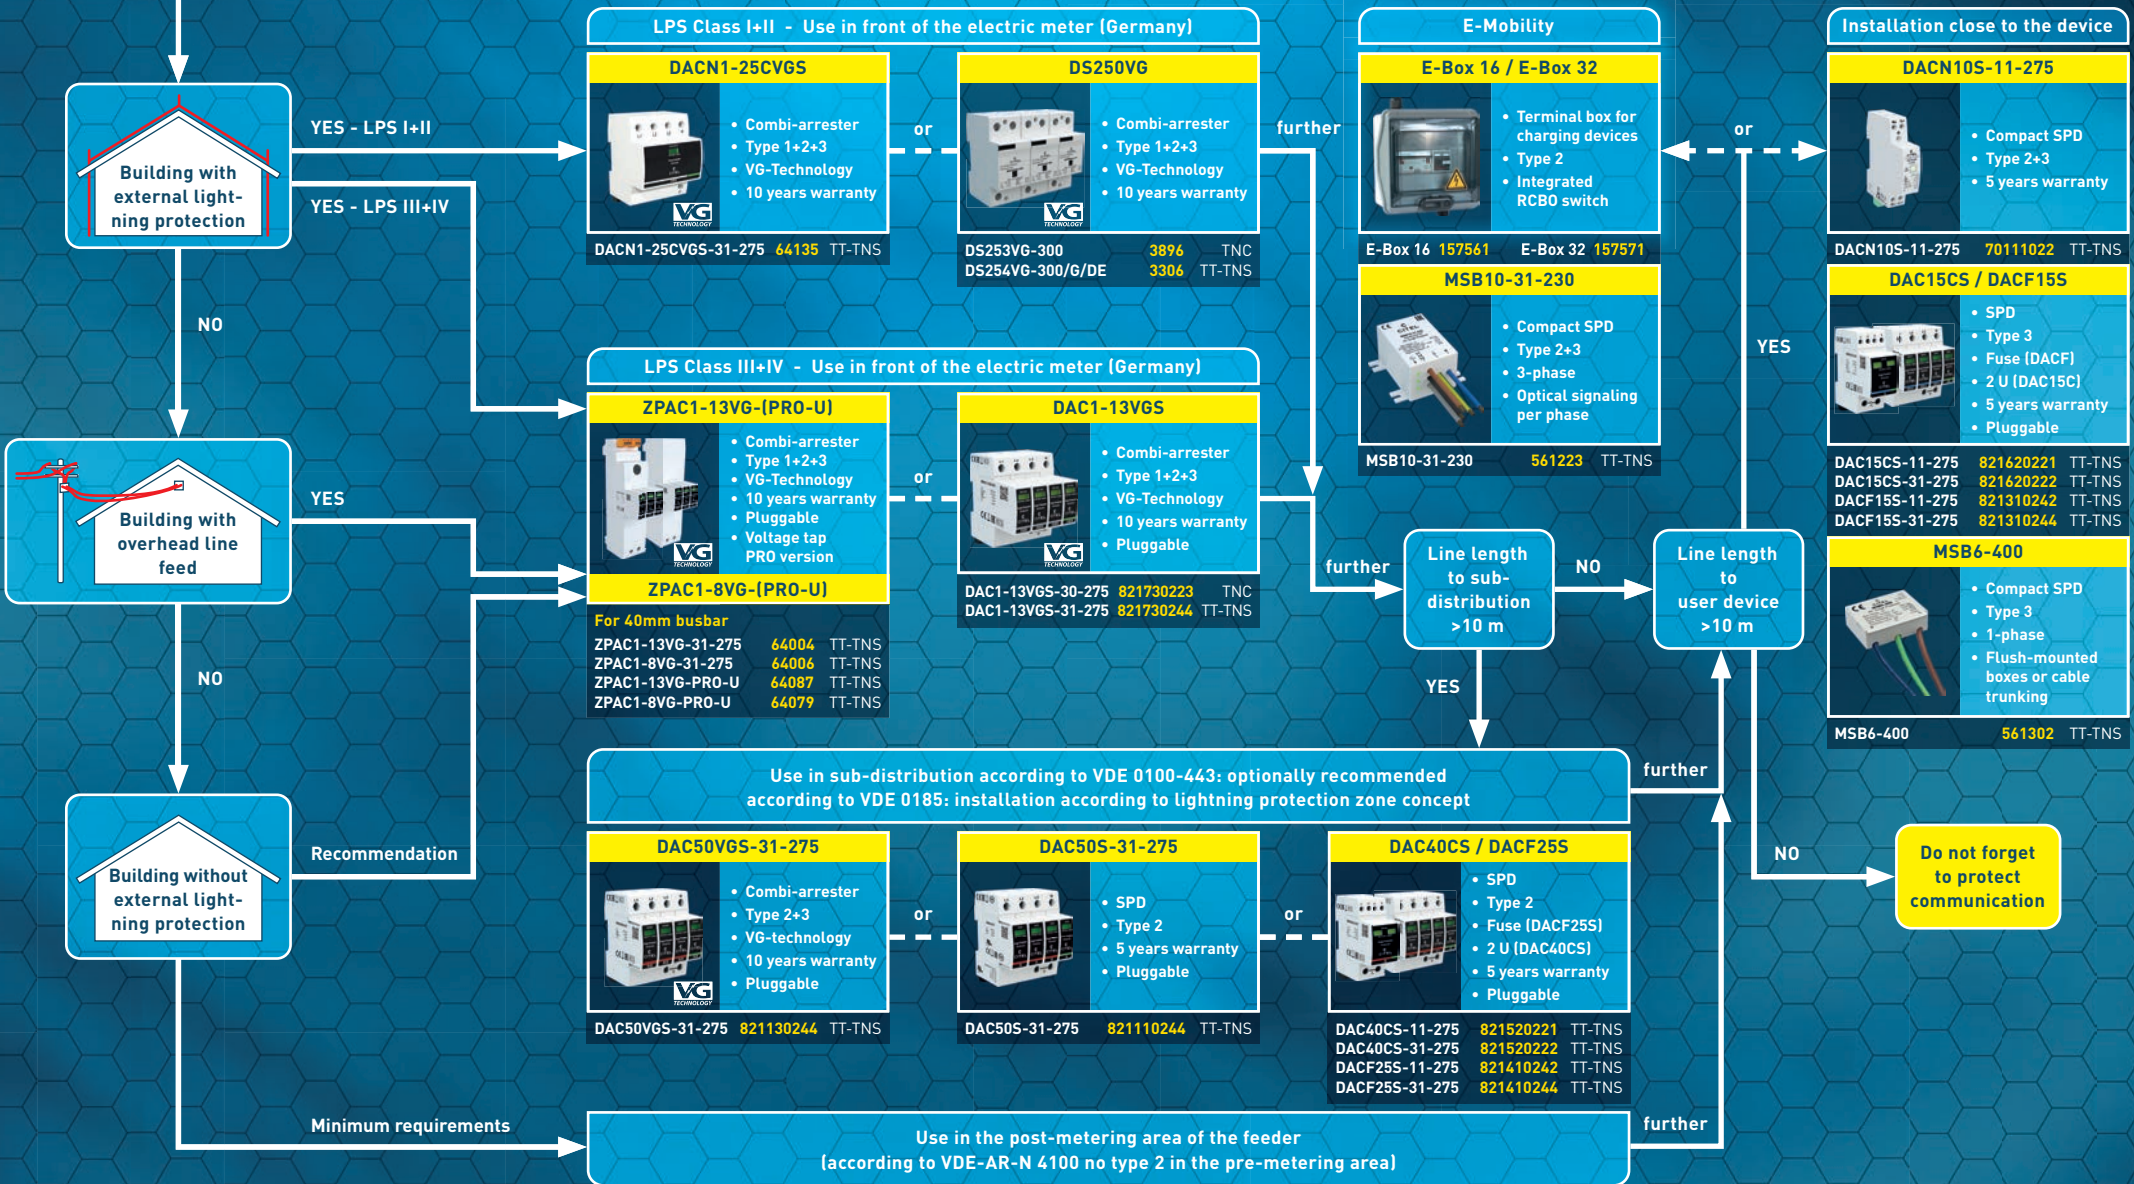 LPS Class I+II - Use in front of the electric meter (Germany)
E-Mobility
Installation close to the device
Building with
external light-
ning protection
YES - LPS I+II
YES - LPS III+IV
DACN1-25CVGS
• Combi-arrester
• Type 1+2+3
• VG-Technology
• 10 years warranty
VG
TECHNOLOGY
DACN1-25CVGS-31-275 64135 TT-TNS
or
DS250VG
• Combi-arrester
• Type 1+2+3
• VG-Technology
• 10 years warranty
VG
TECHNOLOGY
DS253VG-300 3896 TNC
DS254VG-300/G/DE 3306 TT-TNS
further
E-Box 16 / E-Box 32
• Terminal box for
charging devices
• Type 2
• Integrated
RCBO switch
E-Box 16 157561 E-Box 32 157571
or
DACN10S-11-275
• Compact SPD
• Type 2+3
• 5 years warranty
DACN10S-11-275 70111022 TT-TNS
MSB10-31-230
• Compact SPD
• Type 2+3
• 3-phase
• Optical signaling
per phase
MSB10-31-230 561223 TT-TNS
YES
DAC15CS / DACF15S
• SPD
• Type 3
• Fuse (DACF)
• 2 U (DAC15C)
• 5 years warranty
• Pluggable
DAC15CS-11-275 821620221 TT-TNS
DAC15CS-31-275 821620222 TT-TNS
DACF15S-11-275 821310242 TT-TNS
DACF15S-31-275 821310244 TT-TNS
NO
LPS Class III+IV - Use in front of the electric meter (Germany)
ZPAC1-13VG-(PRO-U)
• Combi-arrester
• Type 1+2+3
• VG-Technology
• 10 years warranty
• Pluggable
• Voltage tap
PRO version
VG
TECHNOLOGY
ZPAC1-8VG-(PRO-U)
For 40mm busbar
ZPAC1-13VG-31-275 64004 TT-TNS
ZPAC1-8VG-31-275 64006 TT-TNS
ZPAC1-13VG-PRO-U 64087 TT-TNS
ZPAC1-8VG-PRO-U 64079 TT-TNS
or
DAC1-13VGS
• Combi-arrester
• Type 1+2+3
• VG-Technology
• 10 years warranty
• Pluggable
VG
TECHNOLOGY
DAC1-13VGS-30-275 821730223 TNC
DAC1-13VGS-31-275 821730244 TT-TNS
Building with
overhead line
feed
YES
further
Line length
to sub-
distribution
>10 m
NO
Line length
to
user device
>10 m
YES
MSB6-400
• Compact SPD
• Type 3
• 1-phase
• Flush-mounted
boxes or cable
trunking
MSB6-400 561302 TT-TNS
NO
Use in sub-distribution according to VDE 0100-443: optionally recommended
according to VDE 0185: installation according to lightning protection zone concept
further
Building without
external light-
ning protection
Recommendation
DAC50VGS-31-275
• Combi-arrester
• Type 2+3
• VG-technology
• 10 years warranty
• Pluggable
VG
TECHNOLOGY
DAC50VGS-31-275 821130244 TT-TNS
or
DAC50S-31-275
• SPD
• Type 2
• 5 years warranty
• Pluggable
DAC50S-31-275 821110244 TT-TNS
or
DAC40CS / DACF25S
• SPD
• Type 2
• Fuse (DACF25S)
• 2 U (DAC40CS)
• 5 years warranty
• Pluggable
DAC40CS-11-275 821520221 TT-TNS
DAC40CS-31-275 821520222 TT-TNS
DACF25S-11-275 821410242 TT-TNS
DACF25S-31-275 821410244 TT-TNS
NO
Do not forget
to protect
communication
Minimum requirements
Use in the post-metering area of the feeder
(according to VDE-AR-N 4100 no type 2 in the pre-metering area)
further